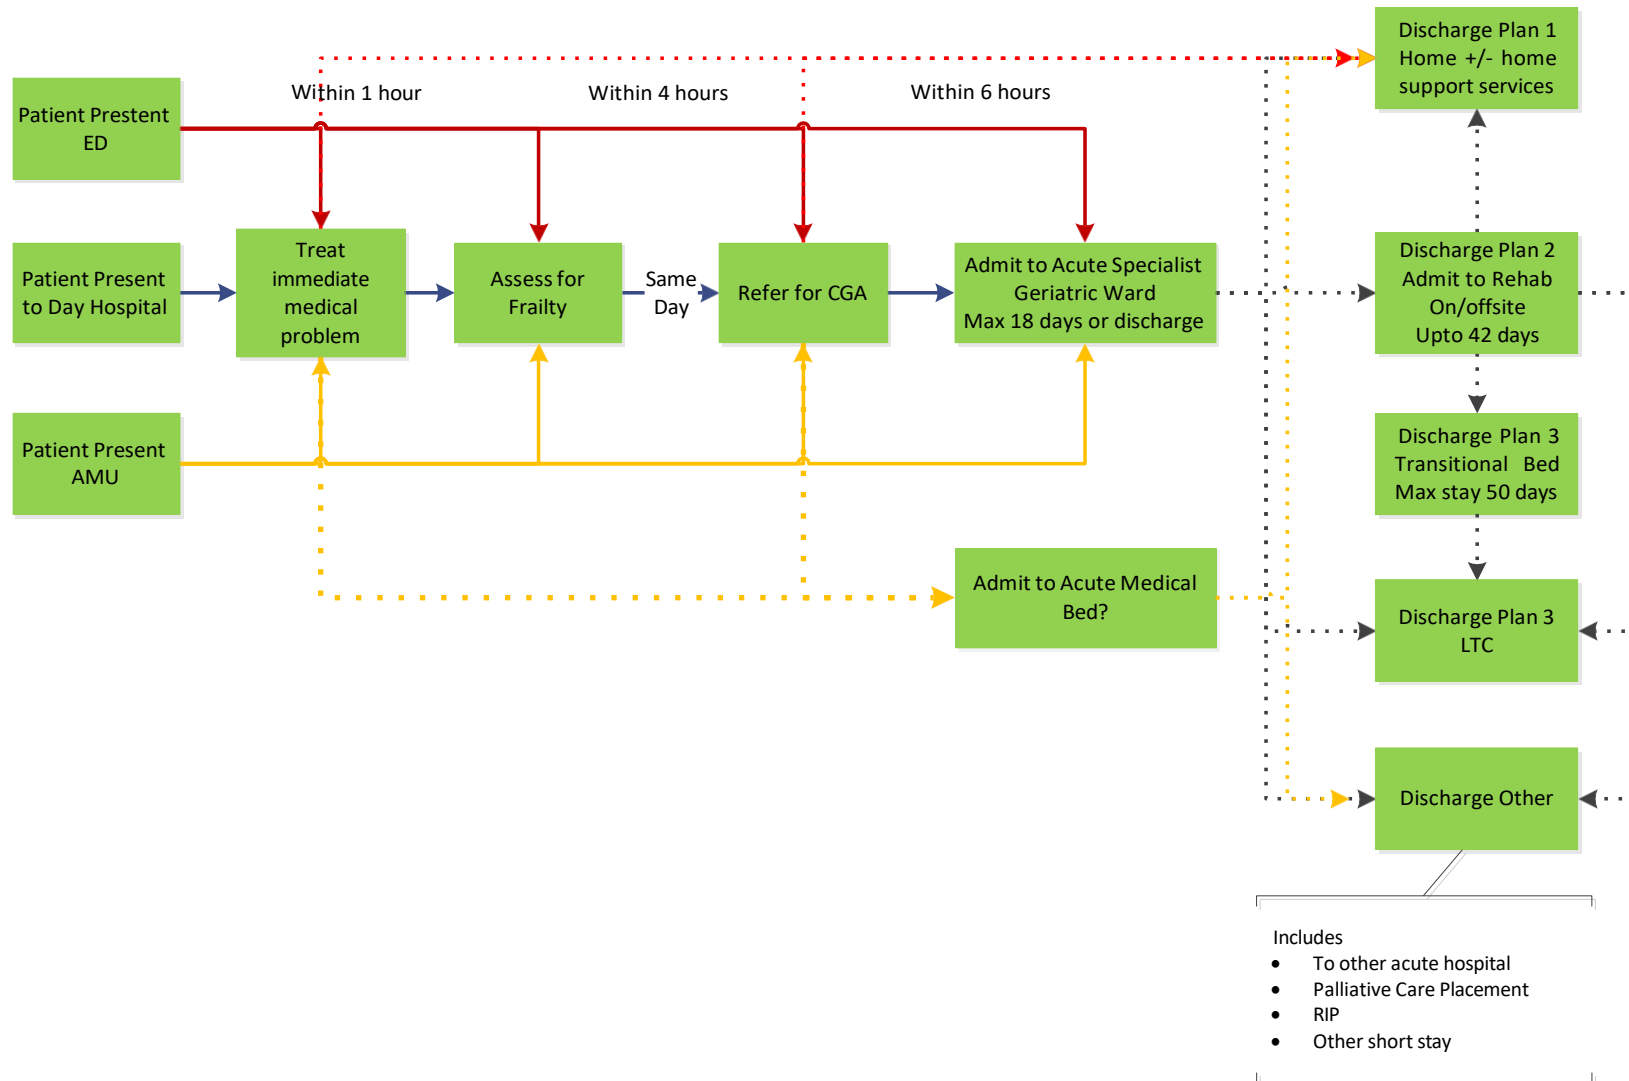 Discharge Plan 1
Home +/- home
support services
Within 1 hour
Within 4 hours
Within 6 hours
Patient Prestent
ED
Patient Present
to Day Hospital
Treat
immediate
medical
problem
Assess for
Frailty
Same
Day
Refer for CGA
Admit to Acute Specialist
Geriatric Ward
Max 18 days or discharge
Discharge Plan 2
Admit to Rehab
On/offsite
Upto 42 days
Patient Present
AMU
Discharge Plan 3
Transitional Bed
Max stay 50 days
Admit to Acute Medical
Bed?
Discharge Plan 3
LTC
Discharge Other
Includes
• To other acute hospital
• Palliative Care Placement
• RIP
• Other short stay